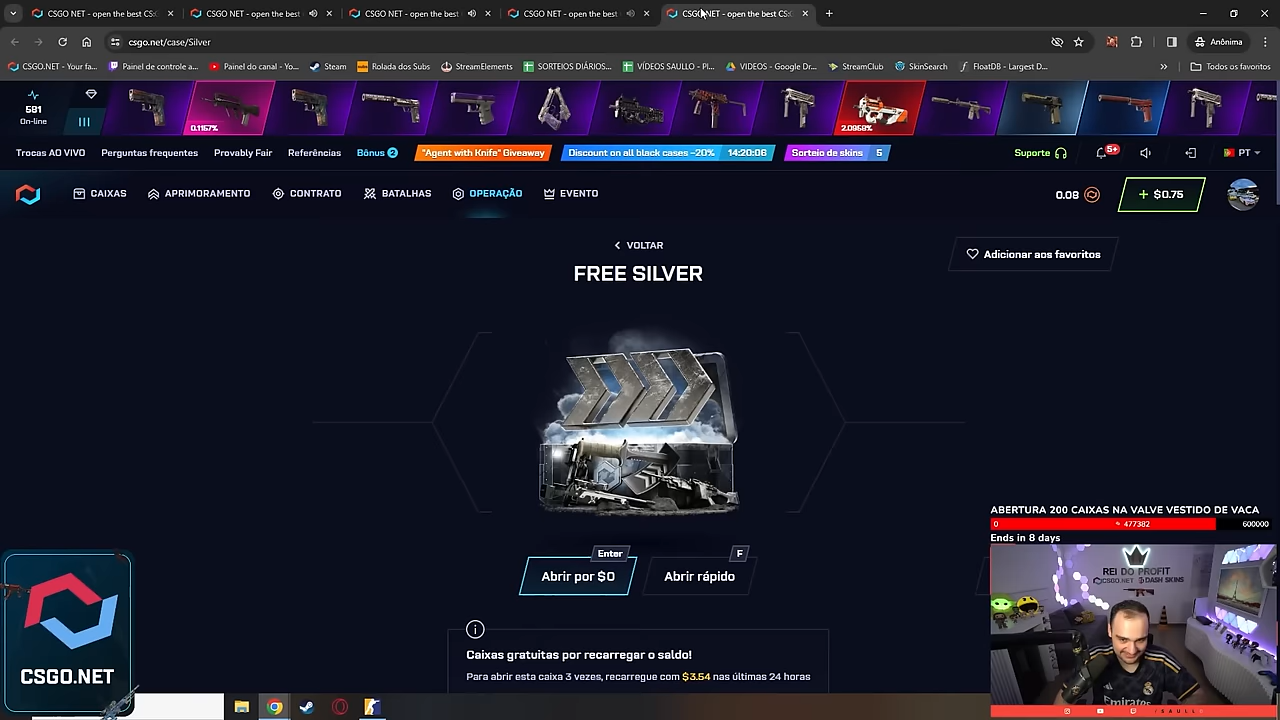 CSGO NET - open the best CS:
CSGO NET - open the best
CSGO NET - open the best
CSGO NET - open the best
CSGO NET - open the best CS:
csgo.net/case/Silver
Anônima
CSGO.NET - Your fa...
Painel de controle a...
Painel do canal - Yo...
Steam
Rolada dos Subs
StreamElements
SORTEIOS DIÁRIOS...
VÍDEOS SAULLO - Pl...
VIDEOS - Google Dr...
StreamClub
SkinSearch
FloatDB - Largest D...
Todos os favoritos
581
On-line
0.1157%
2.0958%
Trocas AO VIVO
Perguntas frequentes
Provably Fair
Referências
Bônus 2
"Agent with Knife" Giveaway
Discount on all black cases -20% 14:20:06
Sorteio de skins 5
Suporte
5+
PT
CAIXAS
APRIMORAMENTO
CONTRATO
BATALHAS
OPERAÇÃO
EVENTO
0.08
+ $0.75
VOLTAR
FREE SILVER
Adicionar aos favoritos
Enter
F
Abrir por $0
Abrir rápido
Caixas gratuitas por recarregar o saldo!
Para abrir esta caixa 3 vezes, recarregue com $3.54 nas últimas 24 horas
CSGO.NET
ABERTURA 200 CAIXAS NA VALVE VESTIDO DE VACA
0
477382
600000
Ends in 8 days
REI DO PROFIT
CSGO.NET DASH SKINS
Emirates